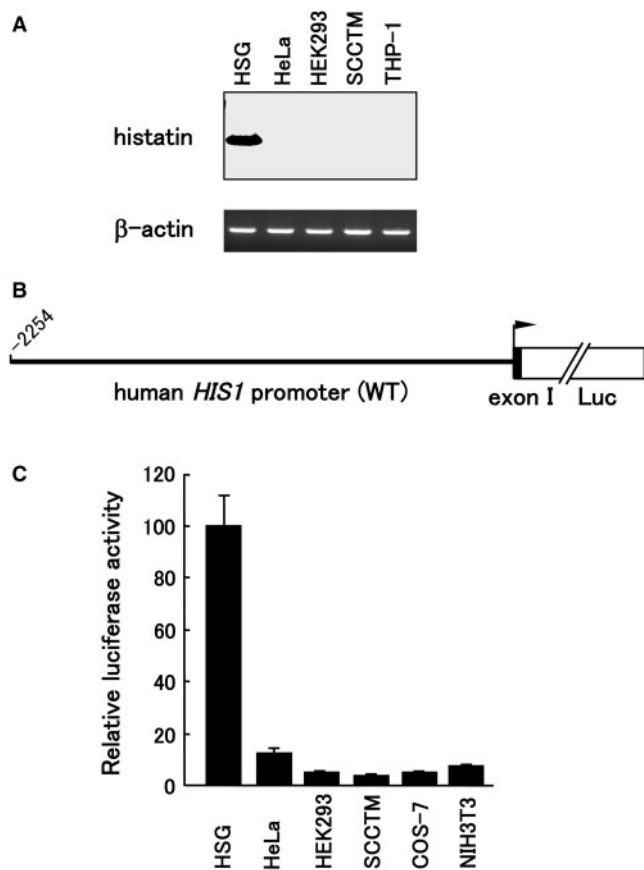 A
HSG
HeLa
HEK293
SCCTM
THP-1
histatin
β-actin
B
-2254
human HIS1 promoter (WT)
exon I
Luc
C
Relative luciferase activity
120
100
80
60
40
20
0
HSG
HeLa
HEK293
SCCTM
COS-7
NIH3T3